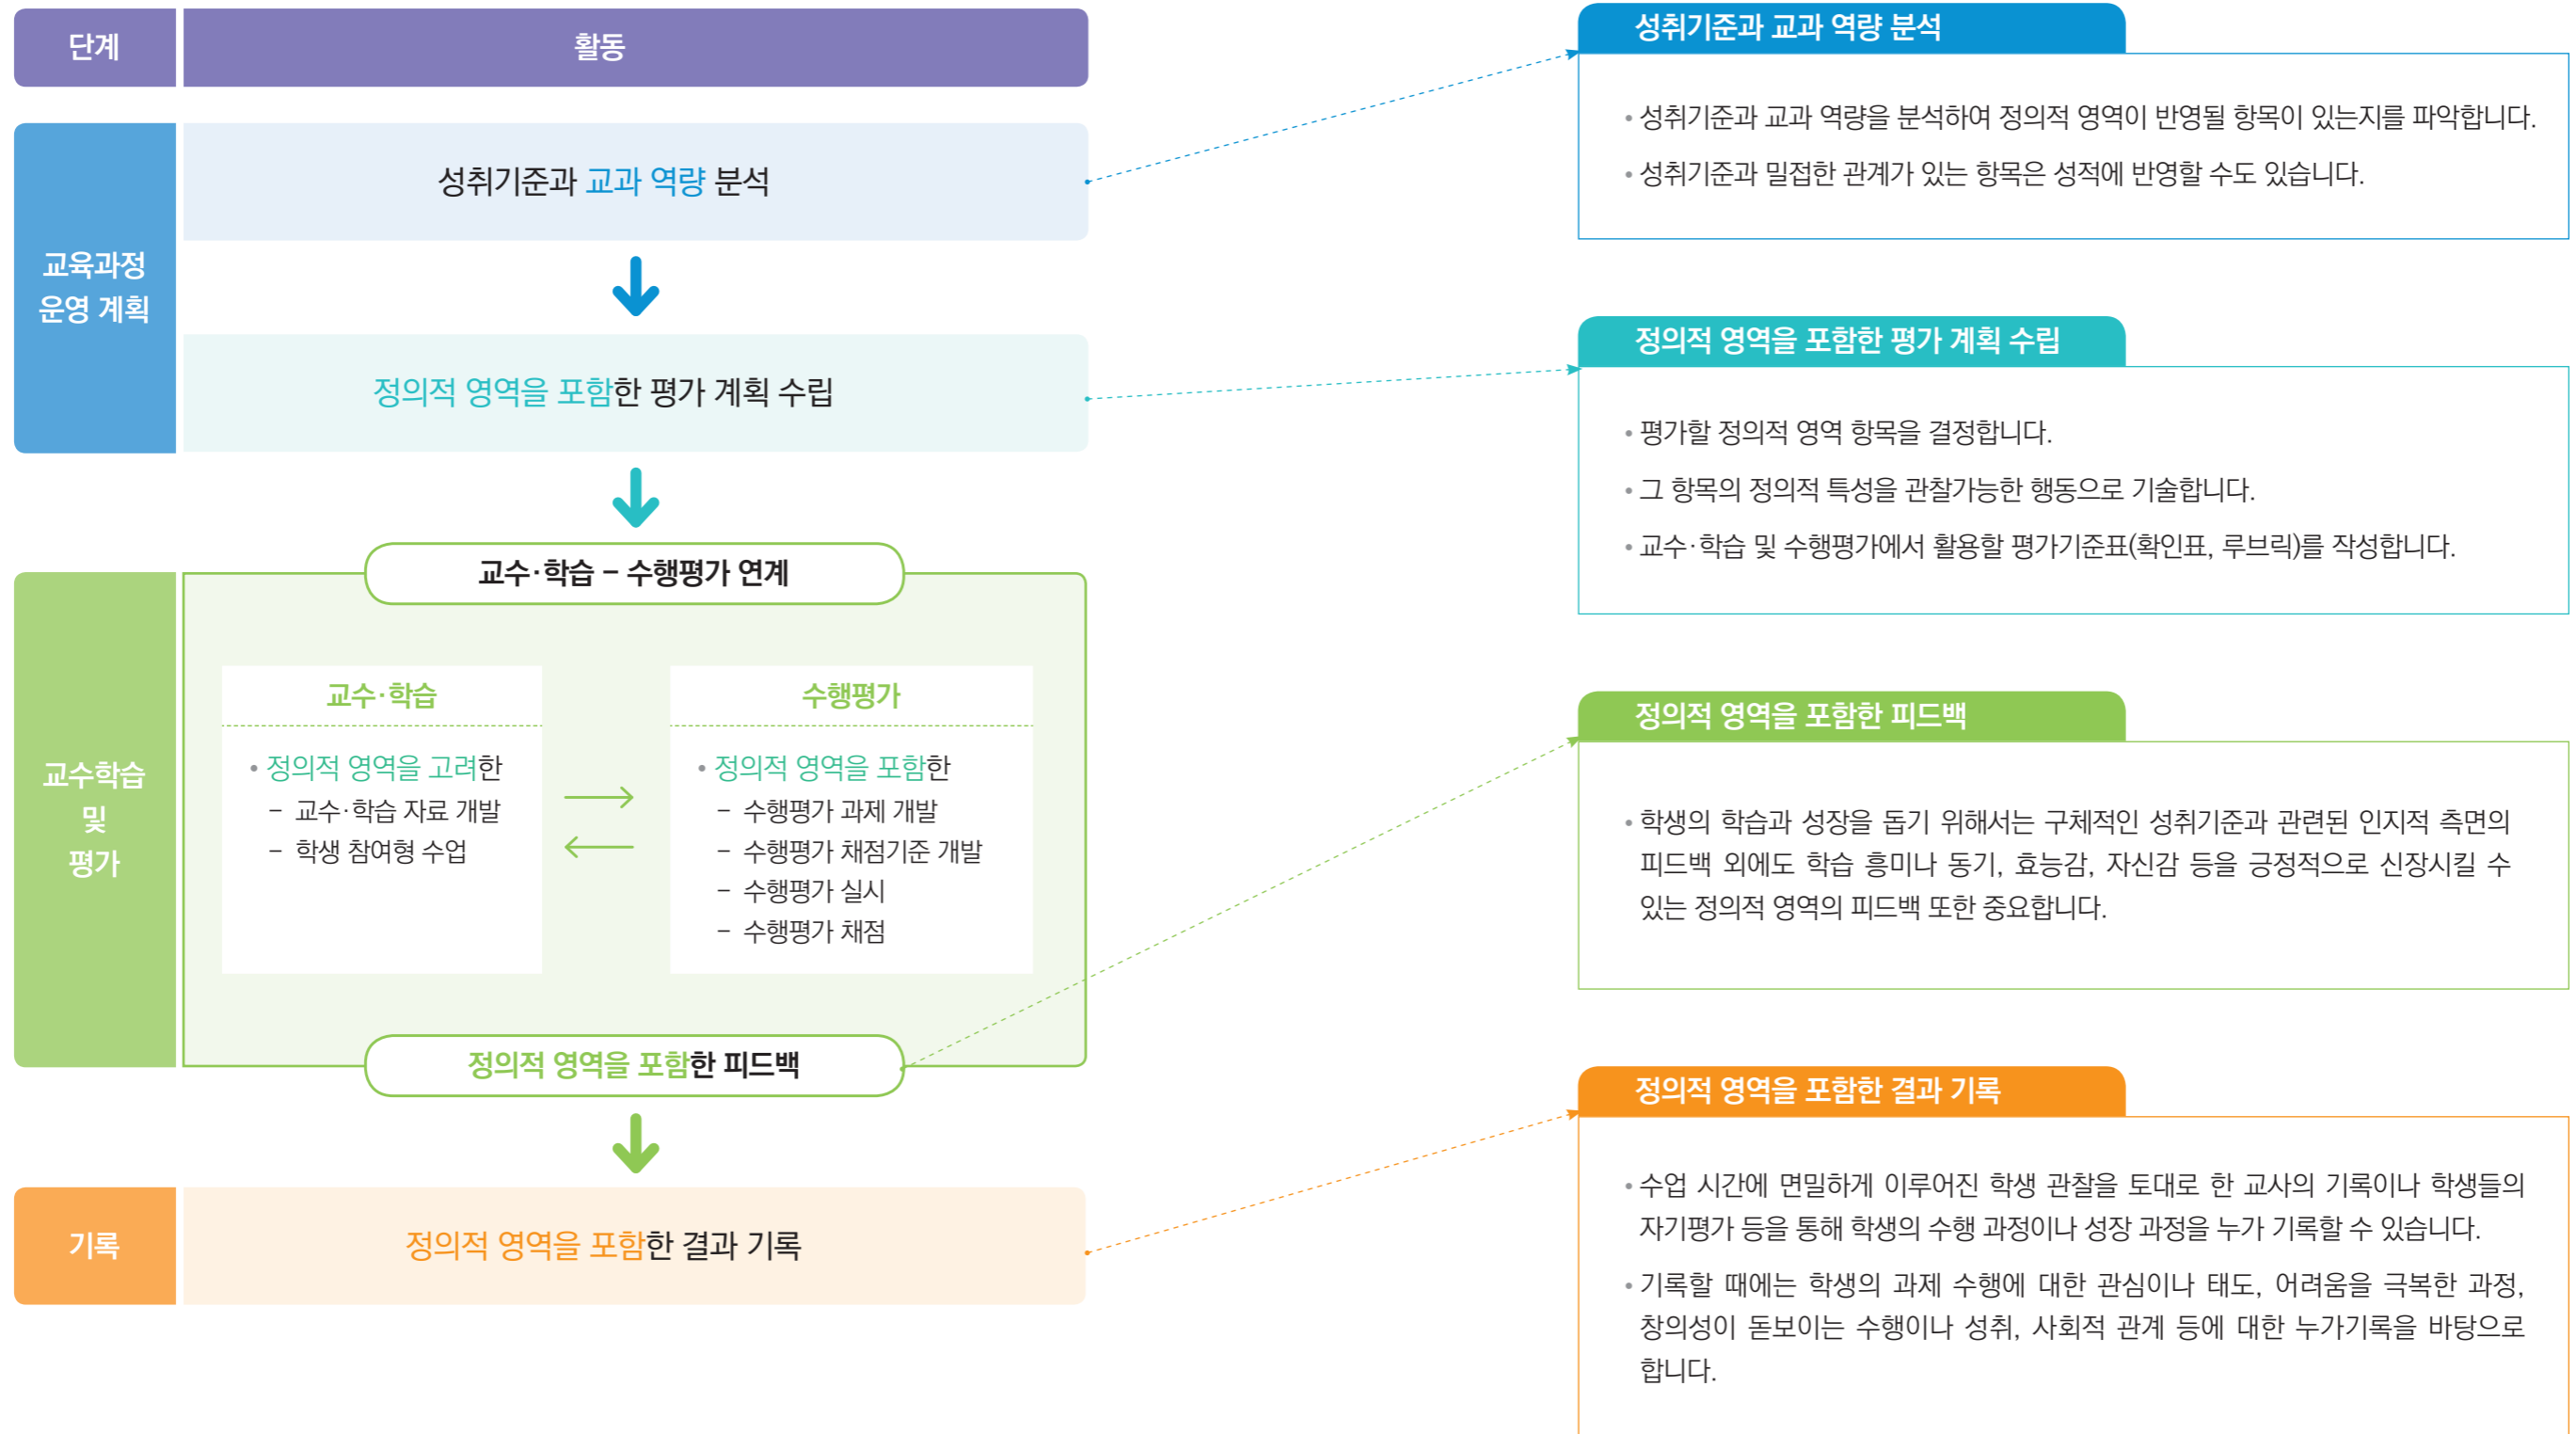 단계
활동
교육과정
운영 계획
성취기준과 교과 역량 분석
정의적 영역을 포함한 평가 계획 수립
교수학습
및
평가
교수·학습 – 수행평가 연계
교수·학습
• 정의적 영역을 고려한
– 교수·학습 자료 개발
– 학생 참여형 수업
수행평가
• 정의적 영역을 포함한
– 수행평가 과제 개발
– 수행평가 채점기준 개발
– 수행평가 실시
– 수행평가 채점
정의적 영역을 포함한 피드백
기록
정의적 영역을 포함한 결과 기록
성취기준과 교과 역량 분석
• 성취기준과 교과 역량을 분석하여 정의적 영역이 반영될 항목이 있는지를 파악합니다.
• 성취기준과 밀접한 관계가 있는 항목은 성적에 반영할 수도 있습니다.
정의적 영역을 포함한 평가 계획 수립
• 평가할 정의적 영역 항목을 결정합니다.
• 그 항목의 정의적 특성을 관찰가능한 행동으로 기술합니다.
• 교수·학습 및 수행평가에서 활용할 평가기준표(확인표, 루브릭)를 작성합니다.
정의적 영역을 포함한 피드백
• 학생의 학습과 성장을 돕기 위해서는 구체적인 성취기준과 관련된 인지적 측면의
피드백 외에도 학습 흥미나 동기, 효능감, 자신감 등을 긍정적으로 신장시킬 수
있는 정의적 영역의 피드백 또한 중요합니다.
정의적 영역을 포함한 결과 기록
• 수업 시간에 면밀하게 이루어진 학생 관찰을 토대로 한 교사의 기록이나 학생들의
자기평가 등을 통해 학생의 수행 과정이나 성장 과정을 누가 기록할 수 있습니다.
• 기록할 때에는 학생의 과제 수행에 대한 관심이나 태도, 어려움을 극복한 과정,
창의성이 돋보이는 수행이나 성취, 사회적 관계 등에 대한 누가기록을 바탕으로
합니다.